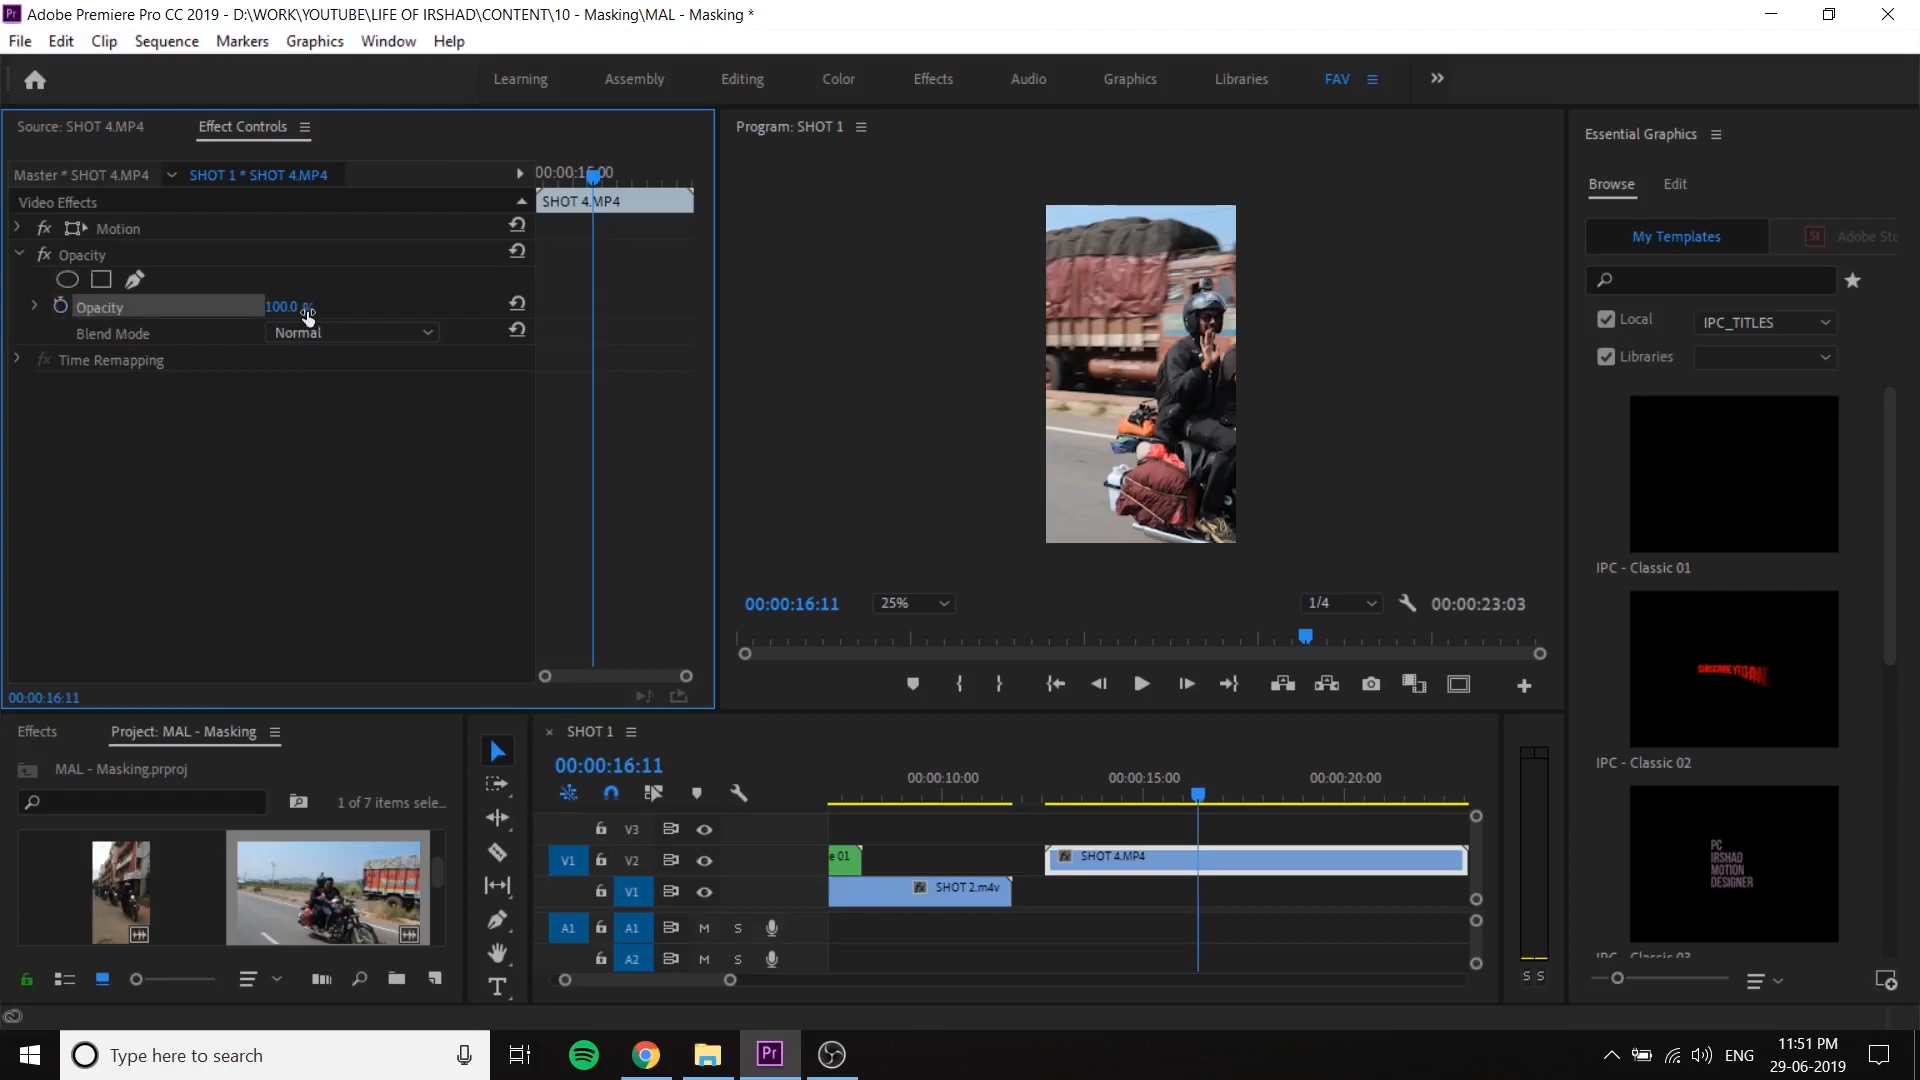 Adobe Premiere Pro CC 2019 - D:\WORK\YOUTUBE\LIFE OF IRSHAD\CONTENT\10 - Masking\MAL - Masking *
File Edit Clip Sequence Markers Graphics Window Help
Learning Assembly Editing Color Effects Audio Graphics Libraries FAV
Source: SHOT 4.MP4 Effect Controls
Master * SHOT 4.MP4 SHOT 1 * SHOT 4.MP4
Video Effects
fx Motion
fx Opacity
Opacity 100.0 %
Blend Mode Normal
fx Time Remapping
SHOT 4.MP4
00:00:16:11
Program: SHOT 1
00:00:16:11 25% 1/4 00:00:23:03
Essential Graphics
Browse Edit
My Templates St Adobe Sto
Local IPC_TITLES
Libraries
IPC - Classic 01
IPC - Classic 02
PC
IRSHAD
MOTION
DESIGNER
Effects Project: MAL - Masking
MAL - Masking.prproj
1 of 7 items sele...
SHOT 1
00:00:16:11
00:00:10:00 00:00:15:00 00:00:20:00
V3
V1 V2 e 01 fx SHOT 4.MP4
V1 fx SHOT 2.m4v
A1 A1 M S
A2 M S
S S
Pr Type here to search Pr
ENG 11:51 PM
29-06-2019